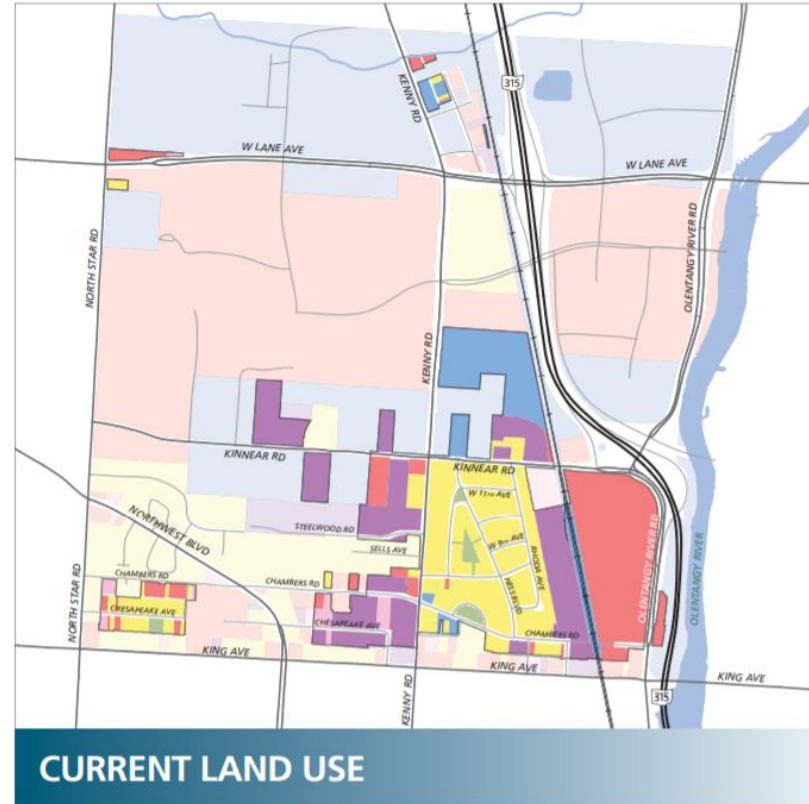 KENNY RD
315
W LANE AVE
W LANE AVE
NORTH STAR RD
OLENTANGY RIVER RD
KENNY RD
KINNEAR RD
KINNEAR RD
W 11TH AVE
STEELWOOD RD
NORTHWEST BLVD
SELLS AVE
W 9TH AVE
RHODA AVE
OLENTANGY RIVER RD
OLENTANGY RIVER
CHAMBERS RD
CHAMBERS RD
NESS BLVD
NORTH STAR RD
CHESAPEAKE AVE
CHESAPEAKE AVE
CHAMBERS RD
KING AVE
KING AVE
KING AVE
KENNY RD
315
CURRENT LAND USE